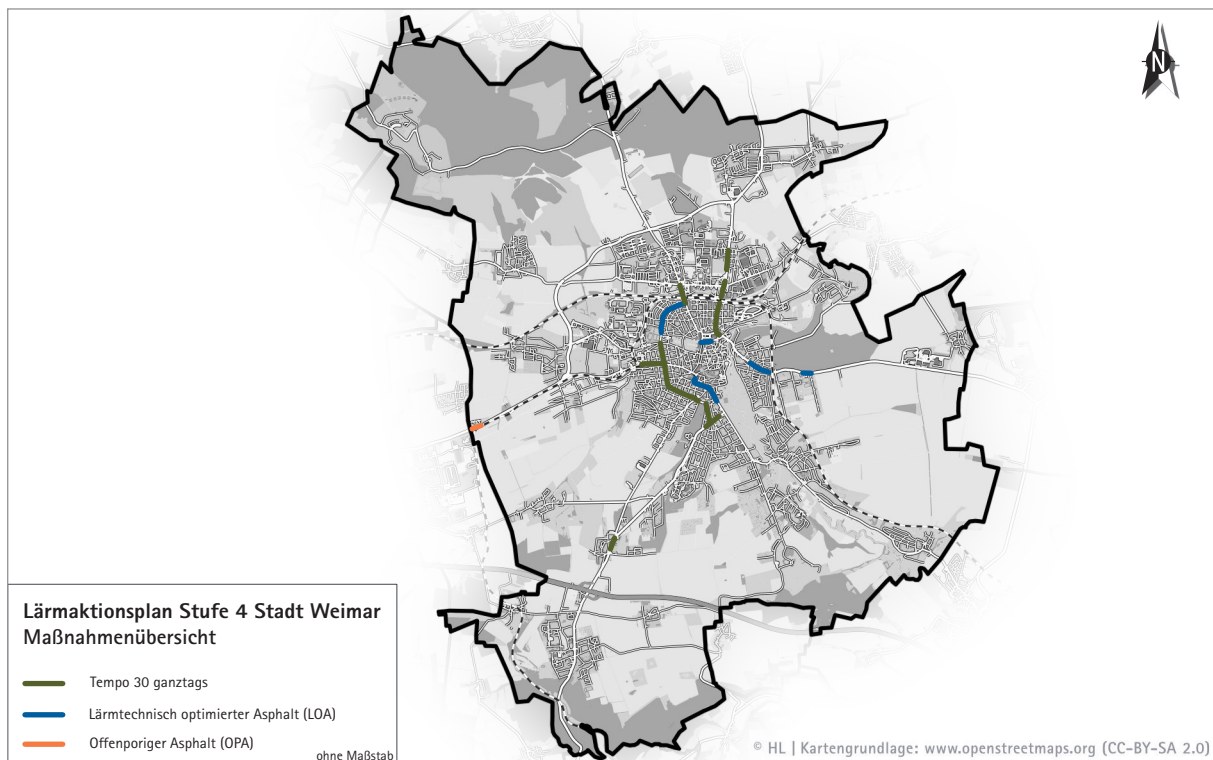 N
Lärmaktionsplan Stufe 4 Stadt Weimar
Maßnahmenübersicht
Tempo 30 ganztags
Lärmtechnisch optimierter Asphalt (LOA)
Offenporiger Asphalt (OPA)
ohne Maßstab
© HL | Kartengrundlage: www.openstreetmaps.org (CC-BY-SA 2.0)